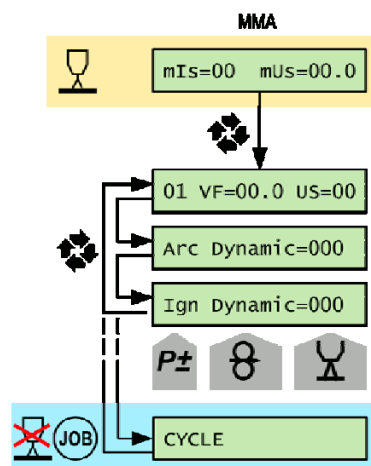 MMA
mIs=00 mUs=00.0
01 VF=00.0 US=00
Arc Dynamic=000
Ign Dynamic=000
P±
JOB
CYCLE